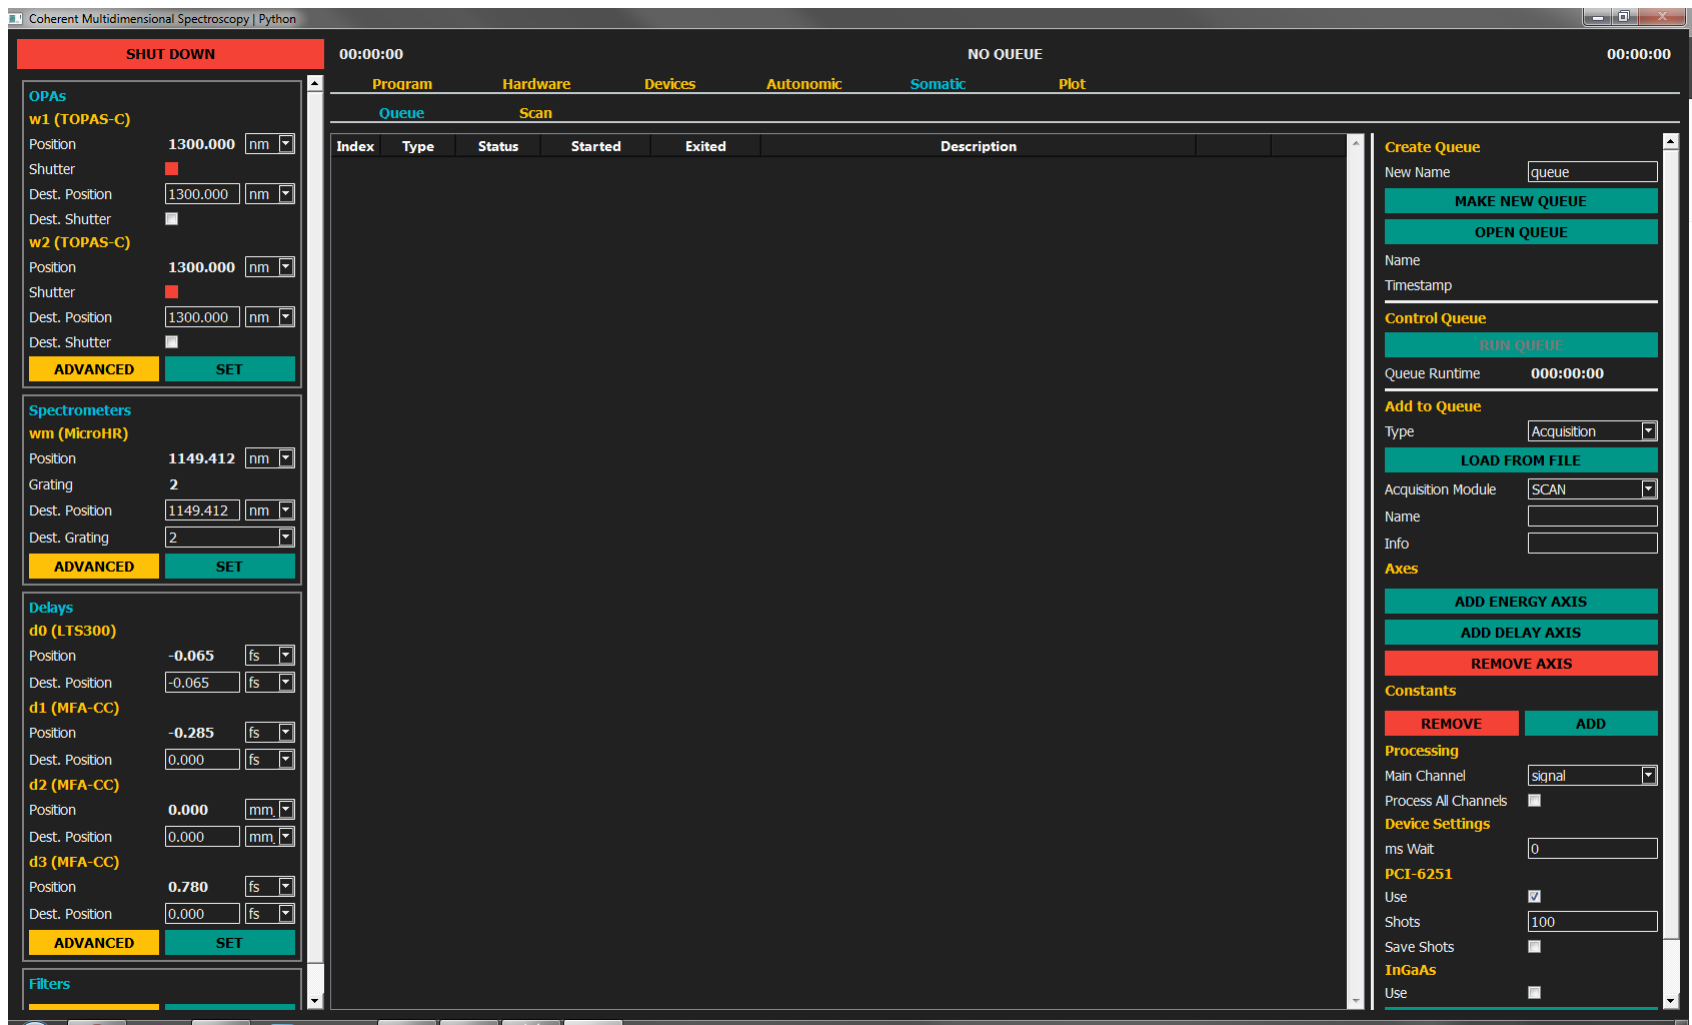 Coherent Multidimensional Spectroscopy | Python
SHUT DOWN
00:00:00 NO QUEUE 00:00:00
Program Hardware Devices Autonomic Somatic Plot
Queue Scan
OPAs
w1 (TOPAS-C)
Position 1300.000 nm
Shutter
Dest. Position 1300.000 nm
Dest. Shutter
w2 (TOPAS-C)
Position 1300.000 nm
Shutter
Dest. Position 1300.000 nm
Dest. Shutter
ADVANCED SET
Spectrometers
wm (MicroHR)
Position 1149.412 nm
Grating 2
Dest. Position 1149.412 nm
Dest. Grating 2
ADVANCED SET
Delays
d0 (LTS300)
Position -0.065 fs
Dest. Position -0.065 fs
d1 (MFA-CC)
Position -0.285 fs
Dest. Position 0.000 fs
d2 (MFA-CC)
Position 0.000 mm_
Dest. Position 0.000 mm_
d3 (MFA-CC)
Position 0.780 fs
Dest. Position 0.000 fs
ADVANCED SET
Filters
Index Type Status Started Exited Description
Create Queue
New Name queue
MAKE NEW QUEUE
OPEN QUEUE
Name
Timestamp
Control Queue
RUN QUEUE
Queue Runtime 000:00:00
Add to Queue
Type Acquisition
LOAD FROM FILE
Acquisition Module SCAN
Name
Info
Axes
ADD ENERGY AXIS
ADD DELAY AXIS
REMOVE AXIS
Constants
REMOVE ADD
Processing
Main Channel signal
Process All Channels
Device Settings
ms Wait 0
PCI-6251
Use
Shots 100
Save Shots
InGaAs
Use